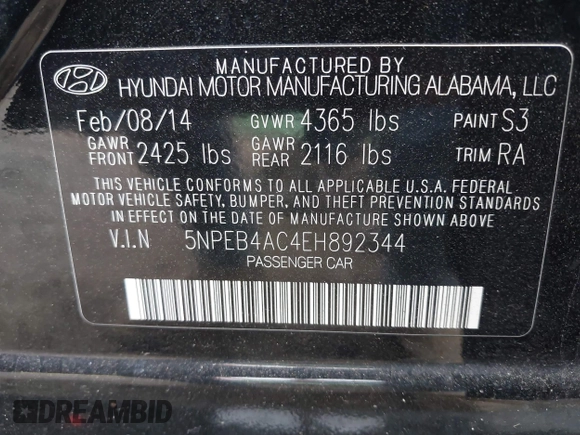 MANUFACTURED BY
HYUNDAI MOTOR MANUFACTURING ALABAMA, LLC
Feb/08/14 GVWR 4365 lbs PAINT S3
GAWR FRONT 2425 lbs GAWR REAR 2116 lbs TRIM RA
THIS VEHICLE CONFORMS TO ALL APPLICABLE U.S.A. FEDERAL
MOTOR VEHICLE SAFETY, BUMPER, AND THEFT PREVENTION STANDARDS
IN EFFECT ON THE DATE OF MANUFACTURE SHOWN ABOVE.
V.I.N 5NPEB4AC4EH892344
PASSENGER CAR
DREAMBID